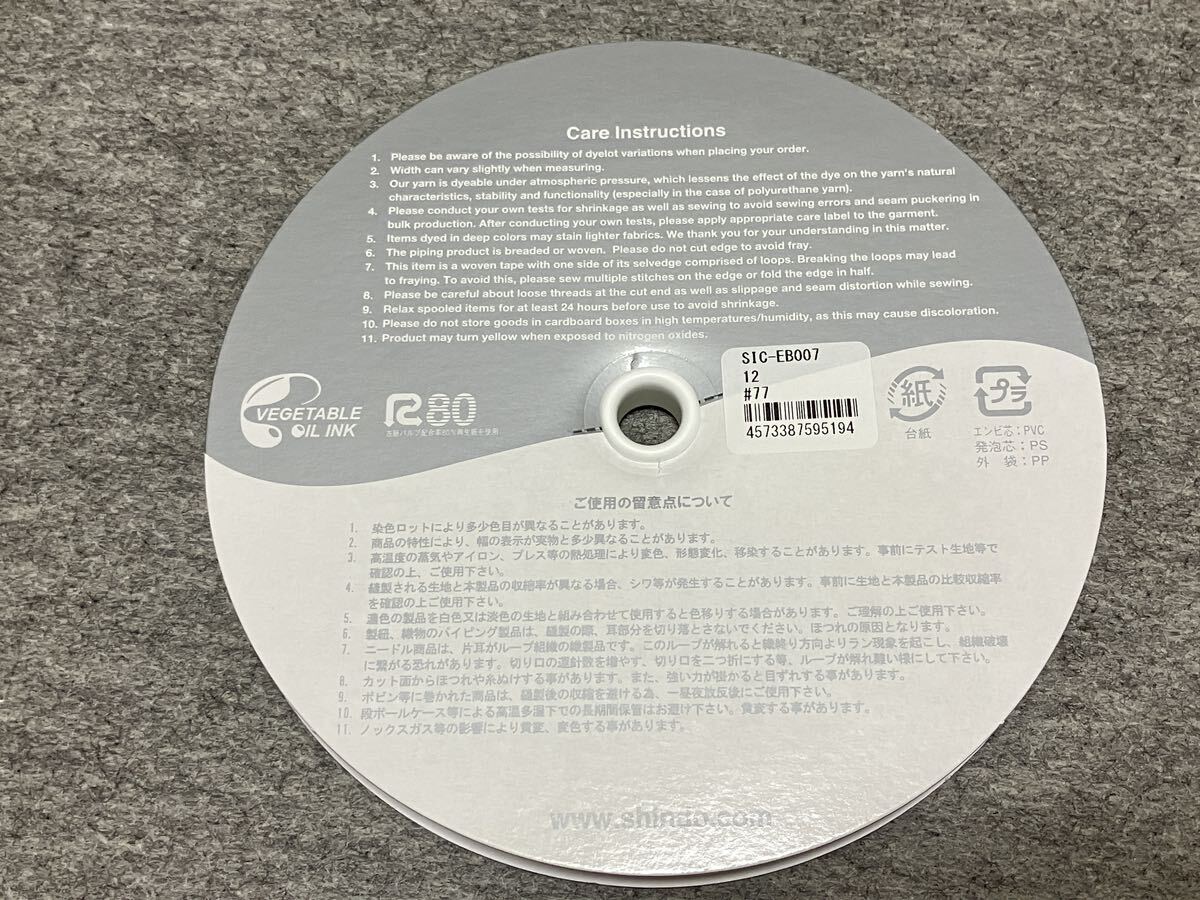 Care Instructions
1. Please be aware of the possibility of dyelot variations when placing your order.
2. Width can vary slightly when measuring.
3. Our yarn is dyeable under atmospheric pressure, which lessens the effect of the dye on the yarn's natural
characteristics, stability and functionality (especially in the case of polyurethane yarn).
4. Please conduct your own tests for shrinkage as well as sewing to avoid sewing errors and seam puckering in
bulk production. After conducting your own tests, please apply appropriate care label to the garment.
5. Items dyed in deep colors may stain lighter fabrics. We thank you for your understanding in this matter.
6. The piping product is breaded or woven. Please do not cut edge to avoid fray.
7. This item is a woven tape with one side of its selvedge comprised of loops. Breaking the loops may lead
to fraying. To avoid this, please sew multiple stitches on the edge or fold the edge in half.
8. Please be careful about loose threads at the cut end as well as slippage and seam distortion while sewing.
9. Relax spooled items for at least 24 hours before use to avoid shrinkage.
10. Please do not store goods in cardboard boxes in high temperatures/humidity, as this may cause discoloration.
11. Product may turn yellow when exposed to nitrogen oxides.
SIC-EB007
12
#77
4573387595194
VEGETABLE
OIL INK
R80
古紙パルプ配合率80%再生紙を使用
紙
台紙
プラ
エンビ芯:PVC
発泡芯:PS
外 袋:PP
ご使用の留意点について
1. 染色ロットにより多少色目が異なることがあります。
2. 商品の特性により、幅の表示が実物と多少異なることがあります。
3. 高温度の蒸気やアイロン、プレス等の熱処理により変色、形態変化、移染することがあります。事前にテスト生地等で
確認の上、ご使用下さい。
4. 縫製される生地と本製品の収縮率が異なる場合、シワ等が発生することがあります。事前に生地と本製品の比較収縮率
を確認の上ご使用下さい。
5. 濃色の製品を白色又は淡色の生地と組み合わせて使用すると色移りする場合があります。ご理解の上ご使用下さい。
6. 製紐、織物のパイピング製品は、縫製の際、耳部分を切り落とさないでください。ほつれの原因となります。
7. ニードル商品は、片耳がループ組織の織製品です。このループが解れると織終り方向よりラン現象を起こし、組織破壊
に繋がる恐れがあります。切り口の運針数を増やす、切り口を二つ折にする等、ループが解れ難い様にして下さい。
8. カット面からほつれや糸ぬけする事があります。また、強い力が掛かると目ずれする事があります。
9. ボビン等に巻かれた商品は、縫製後の収縮を避ける為、一昼夜放反後にご使用下さい。
10. 段ボールケース等による高温多湿下での長期間保管はお避け下さい。黄変する事があります。
11. ノックスガス等の影響により黄変、変色する事があります。
www.shindo.com